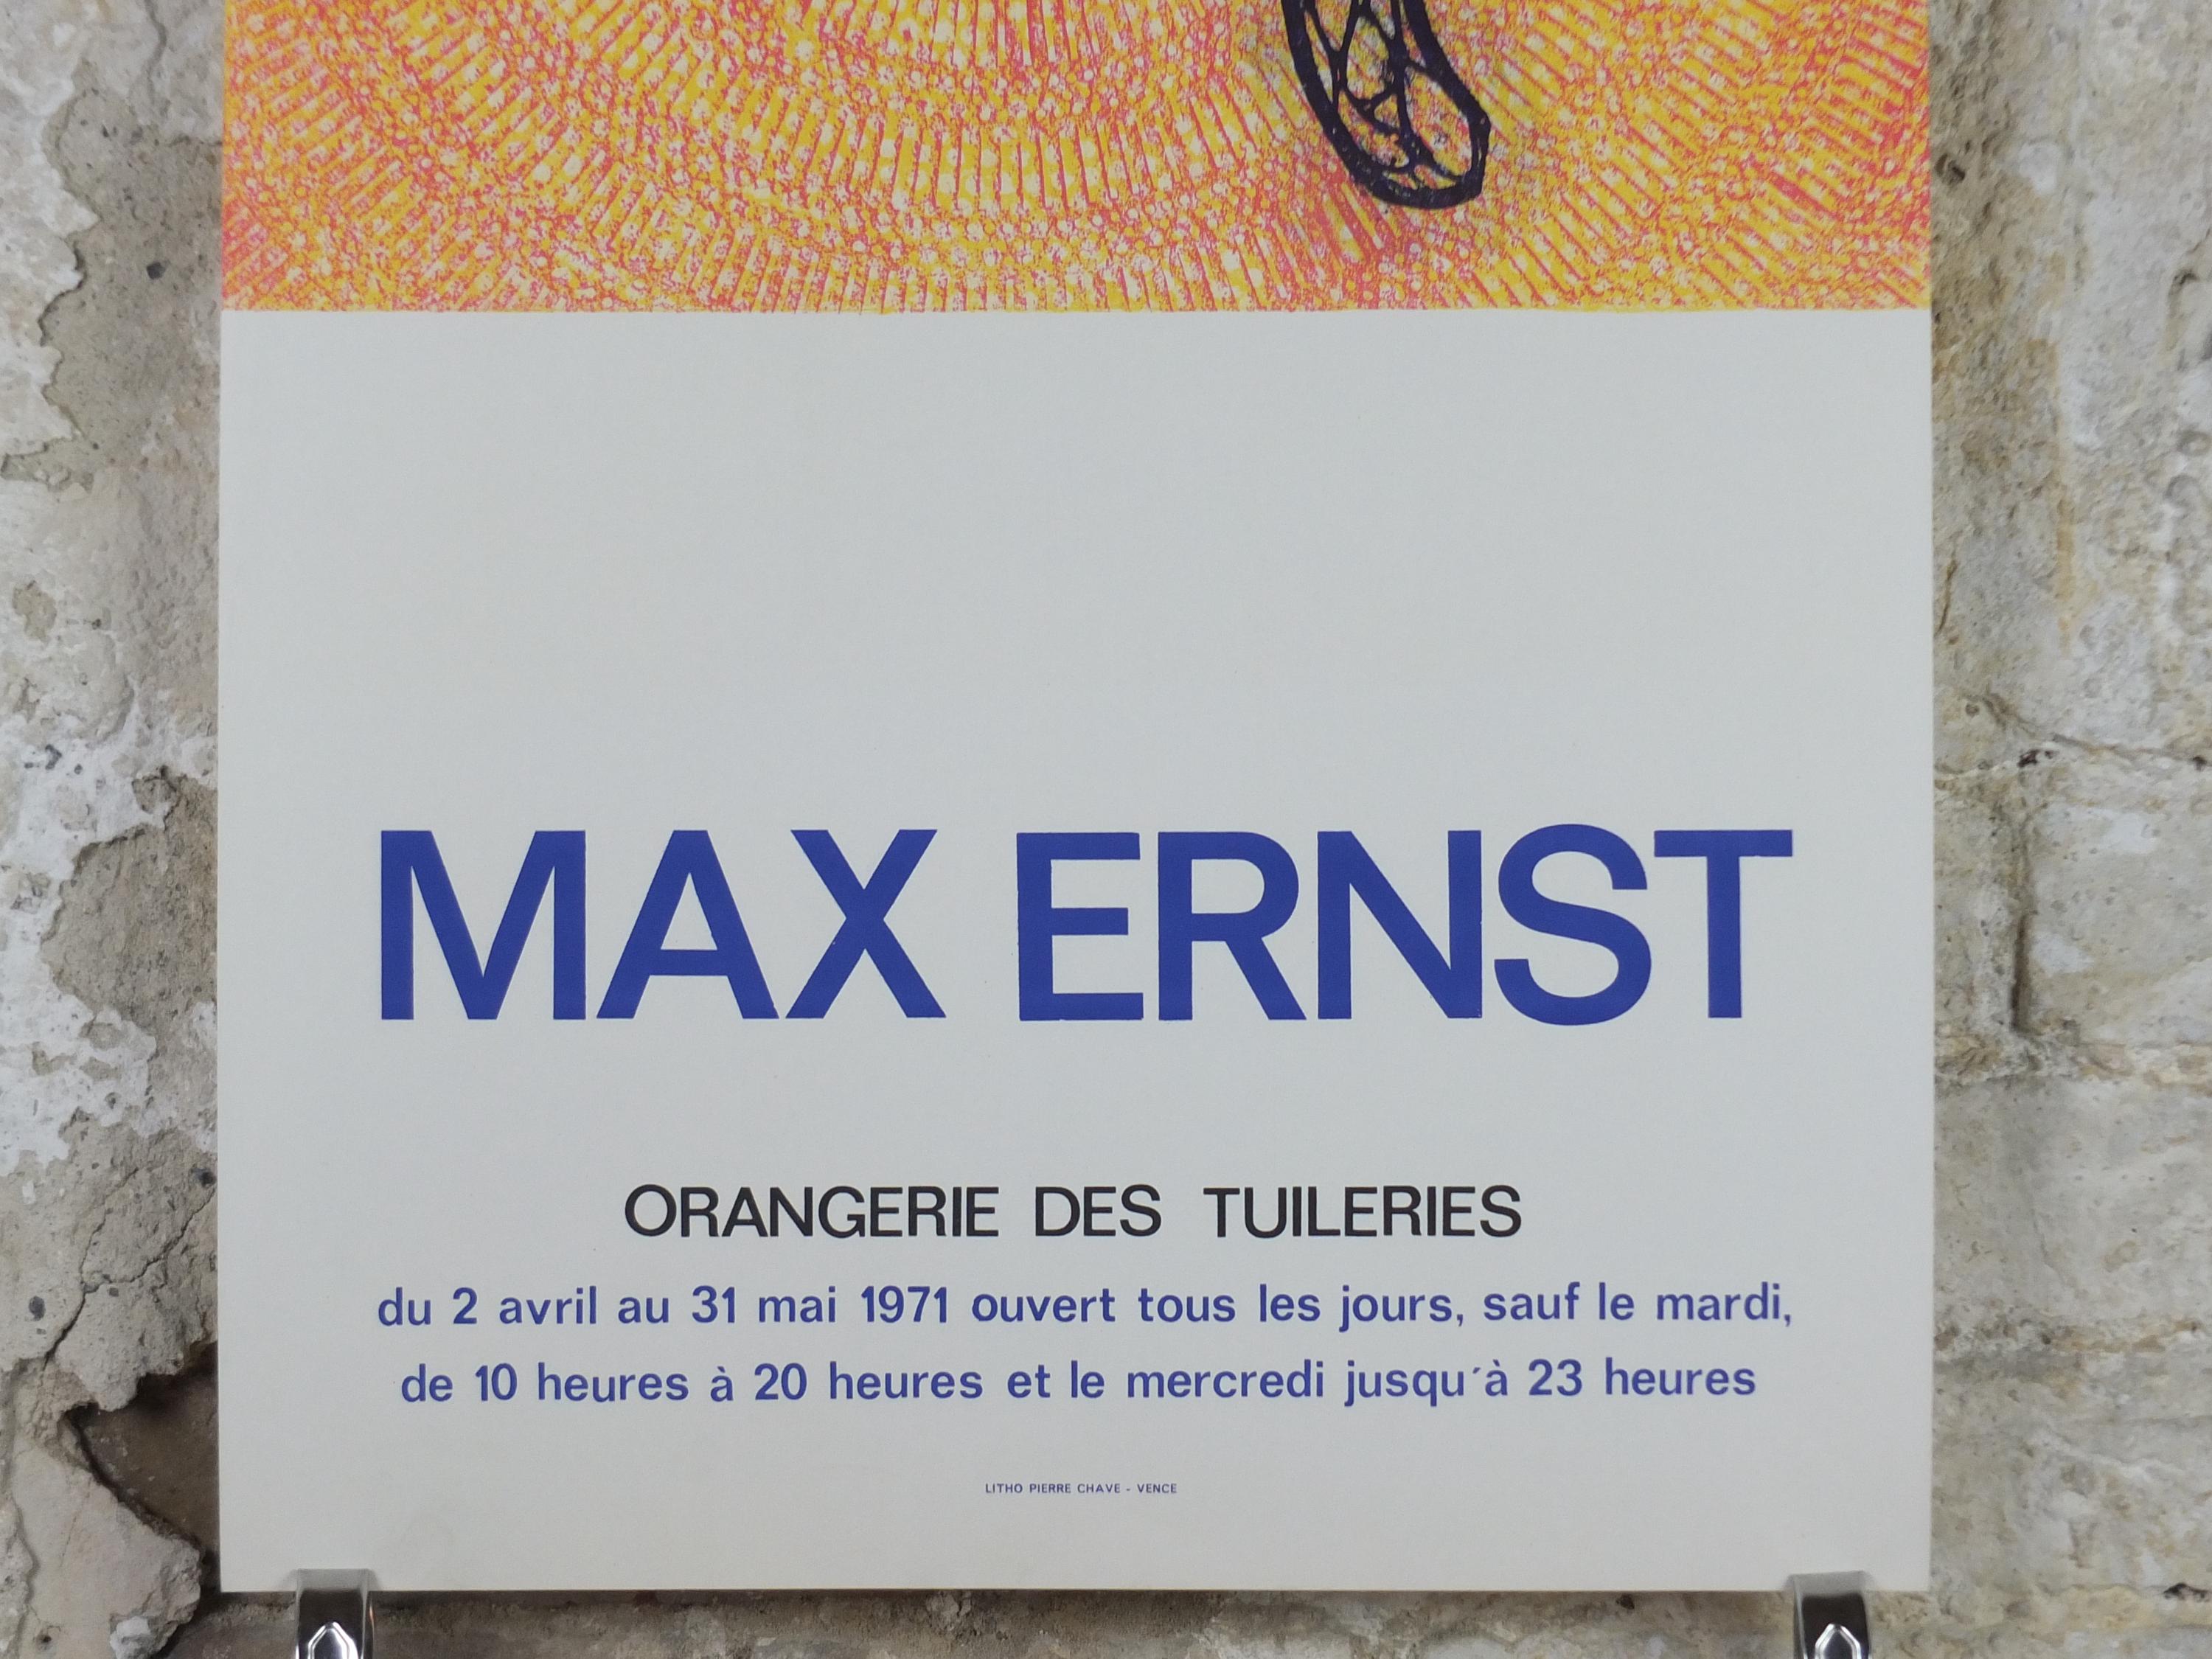 MAX ERNST
ORANGERIE DES TUILERIES
du 2 avril au 31 mai 1971 ouvert tous les jours, sauf le mardi,
de 10 heures à 20 heures et le mercredi jusqu´à 23 heures
LITHO PIERRE CHAVE - VENCE